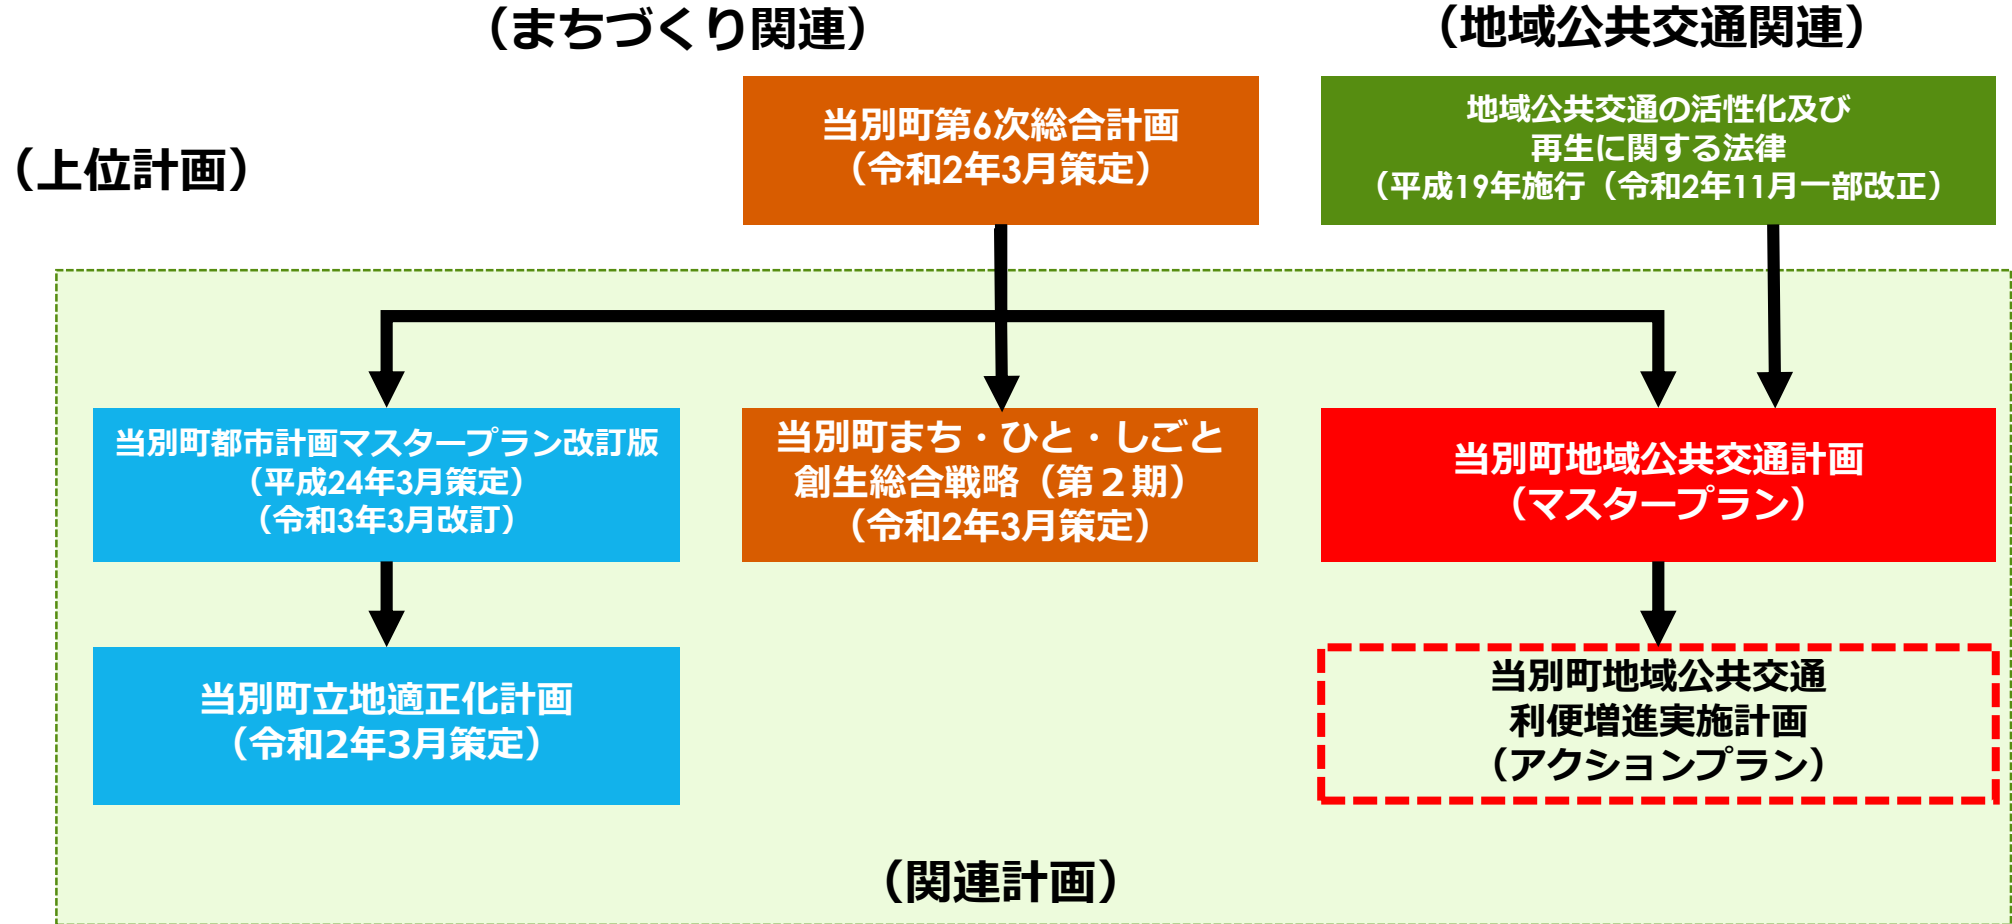 （まちづくり関連）
（地域公共交通関連）
（上位計画）
当別町第6次総合計画
（令和2年3月策定）
地域公共交通の活性化及び
再生に関する法律
（平成19年施行（令和2年11月一部改正）
当別町都市計画マスタープラン改訂版
（平成24年3月策定）
（令和3年3月改訂）
当別町まち・ひと・しごと
創生総合戦略（第２期）
（令和2年3月策定）
当別町地域公共交通計画
（マスタープラン）
当別町立地適正化計画
（令和2年3月策定）
当別町地域公共交通
利便増進実施計画
（アクションプラン）
（関連計画）